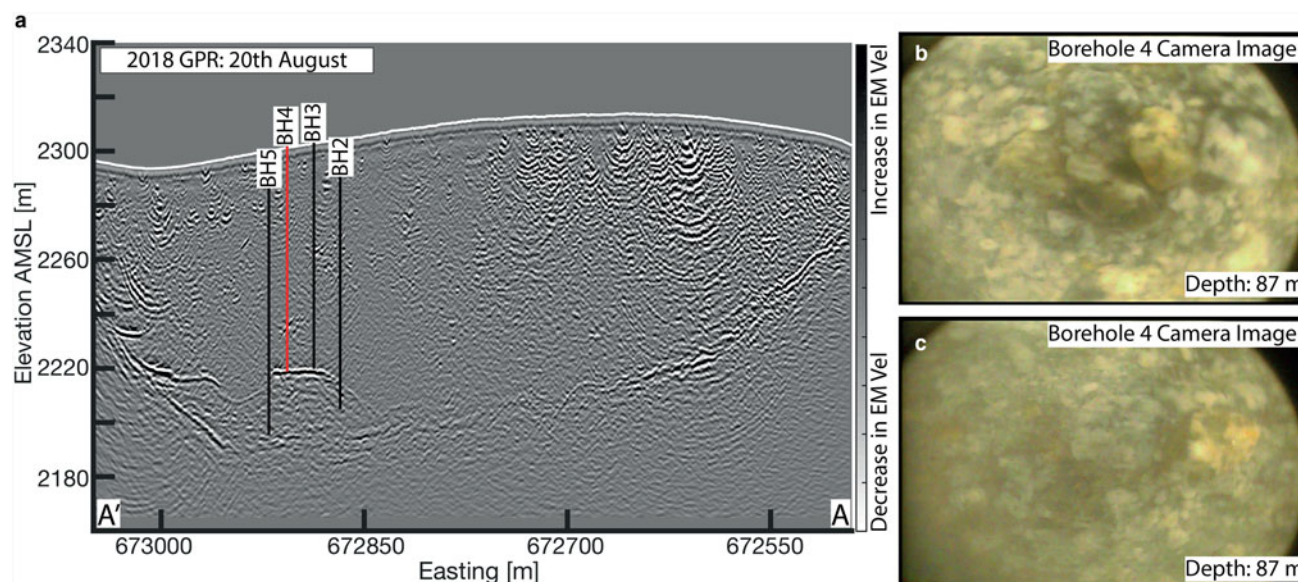 a
2018 GPR: 20th August
2340
2300
2260
2220
2180
Elevation AMSL [m]
BH5
BH4
BH3
BH2
A'
A
673000
672850
672700
672550
Easting [m]
Increase in EM Vel
Decrease in EM Vel
b
Borehole 4 Camera Image
Depth: 87 m
c
Borehole 4 Camera Image
Depth: 87 m